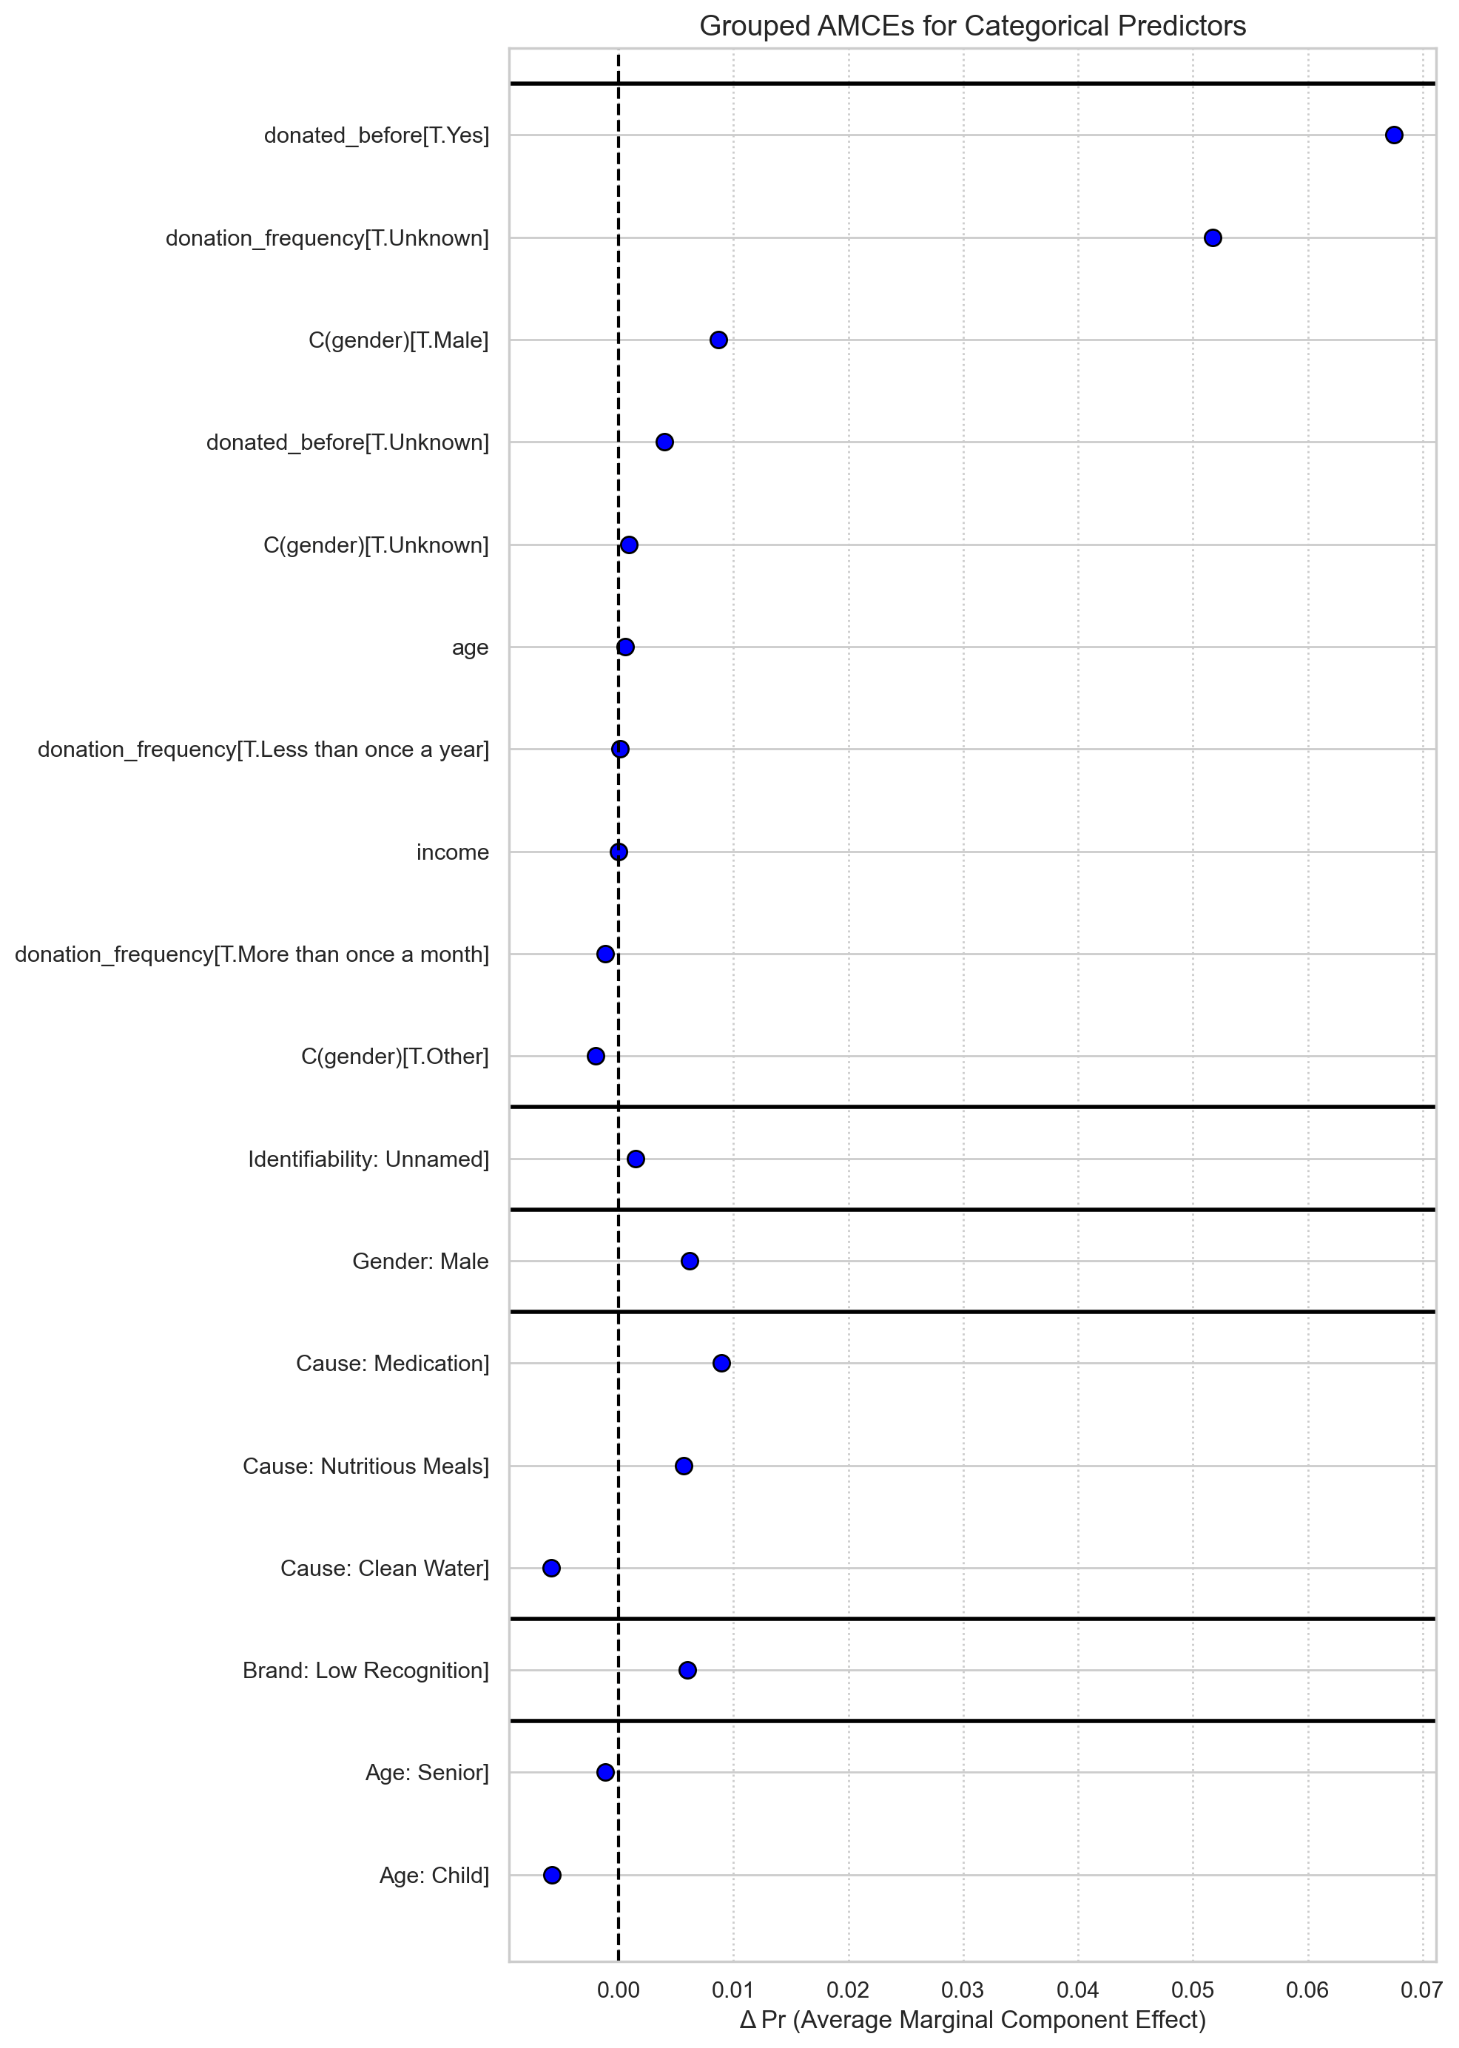 Grouped AMCEs for Categorical Predictors
donated_before[T.Yes]
donation_frequency[T.Unknown]
C(gender)[T.Male]
donated_before[T.Unknown]
C(gender)[T.Unknown]
age
donation_frequency[T.Less than once a year]
income
donation_frequency[T.More than once a month]
C(gender)[T.Other]
Identifiability: Unnamed]
Gender: Male
Cause: Medication]
Cause: Nutritious Meals]
Cause: Clean Water]
Brand: Low Recognition]
Age: Senior]
Age: Child]
0.00 0.01 0.02 0.03 0.04 0.05 0.06 0.07
Δ Pr (Average Marginal Component Effect)